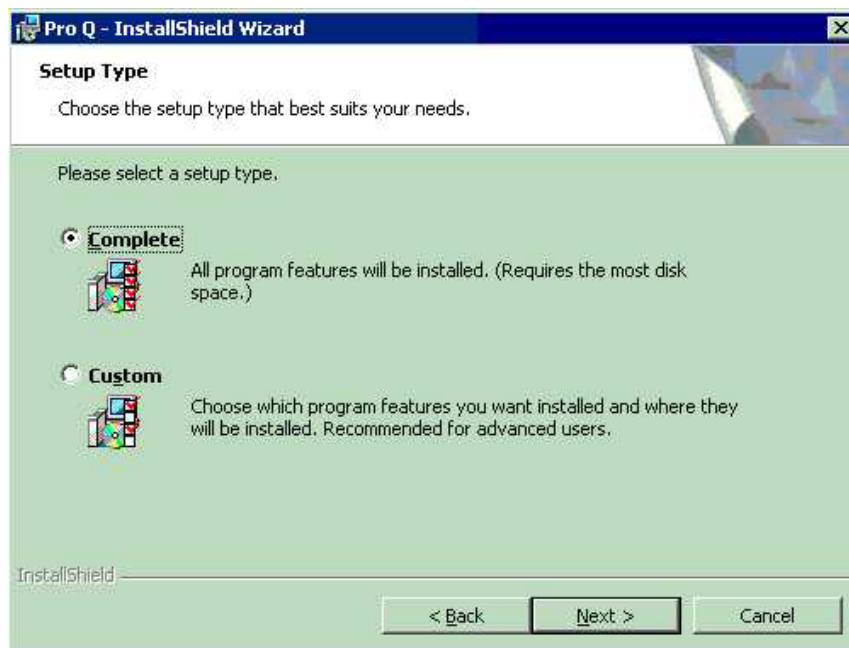 Pro Q - InstallShield Wizard
Setup Type
Choose the setup type that best suits your needs.
Please select a setup type.
Complete
All program features will be installed. (Requires the most disk
space.)
Custom
Choose which program features you want installed and where they
will be installed. Recommended for advanced users.
InstallShield
< Back
Next >
Cancel